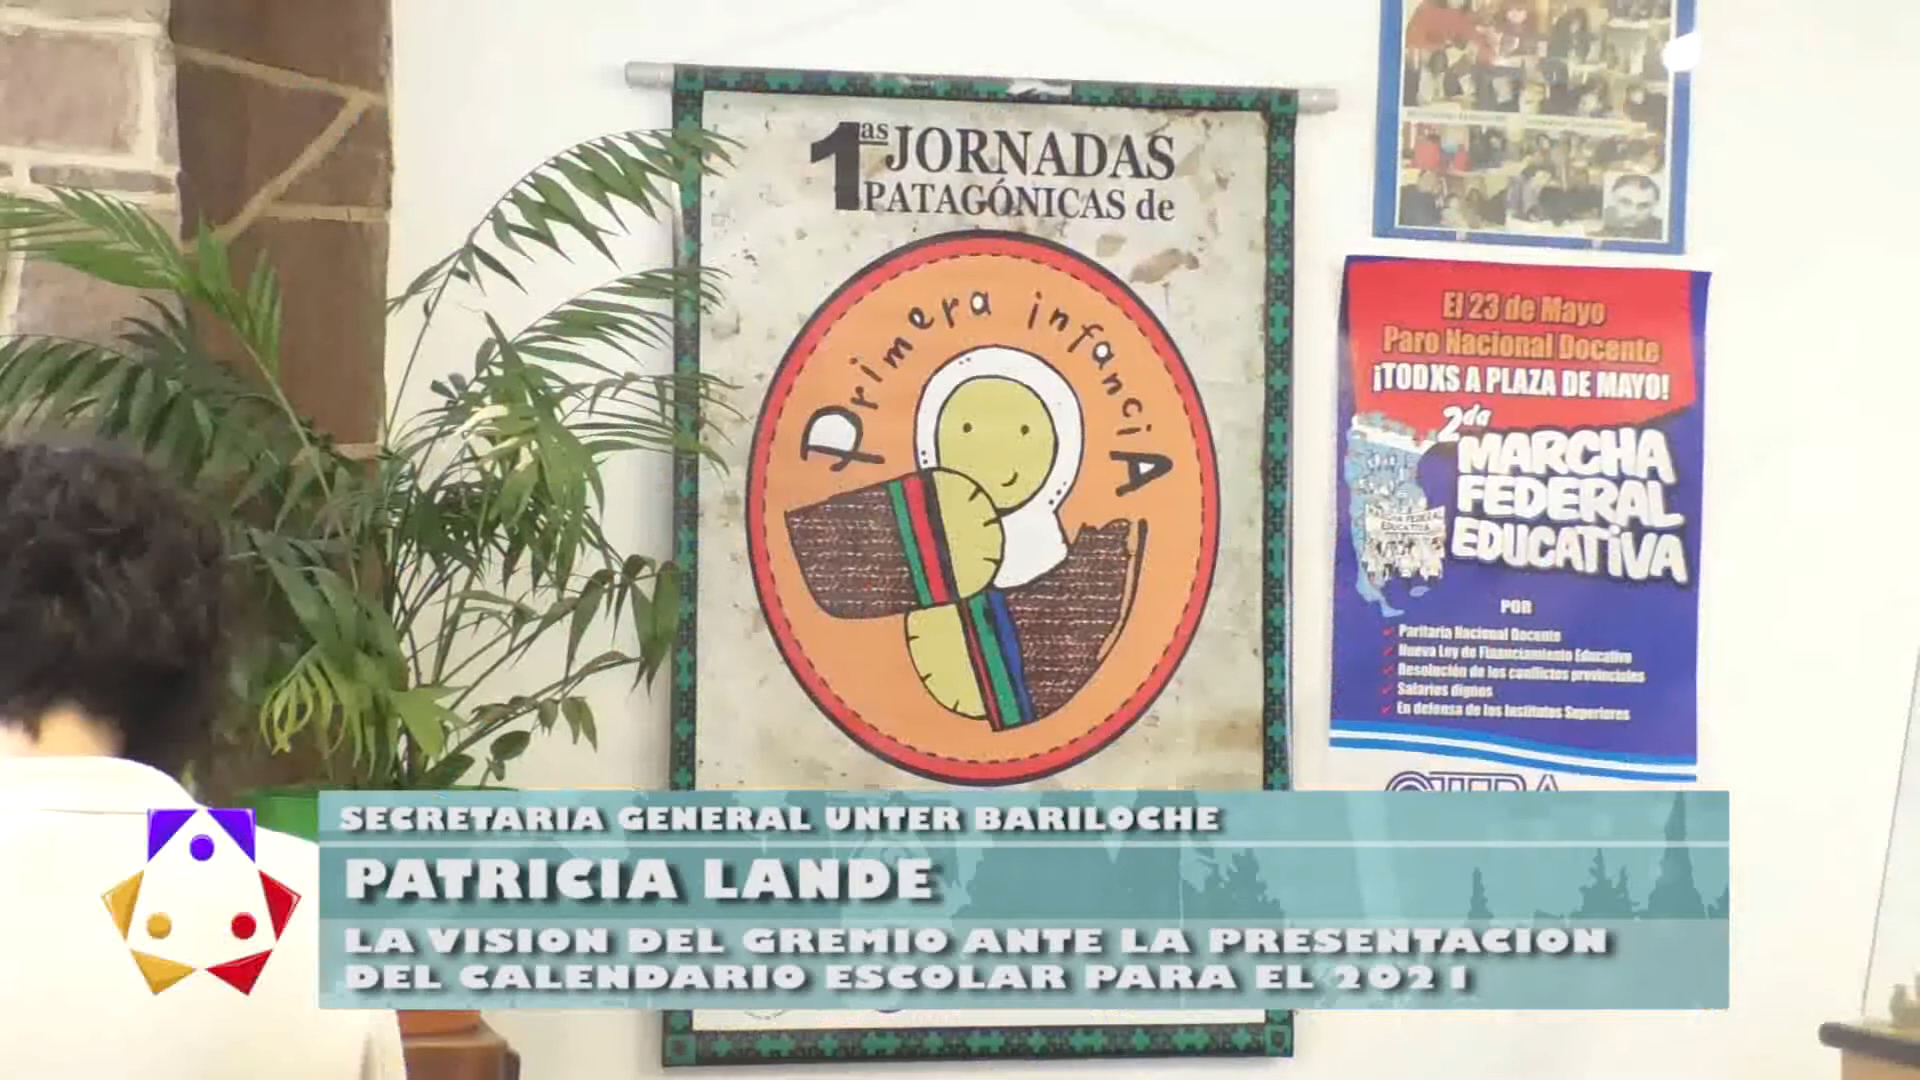 1as JORNADAS
PATAGÓNICAS de
Primera infanciA
El 23 de Mayo
Paro Nacional Docente
¡TODXS A PLAZA DE MAYO!
2da
MARCHA
FEDERAL
EDUCATiVA
MARCHA FEDERAL
EDUCATIVA
POR
Paritaria Nacional Docente
Nueva Ley de Financiamiento Educativo
Resolución de los conflictos provinciales
Salarios dignos
En defensa de los Institutos Superiores
SECRETARIA GENERAL UNTER BARILOCHE
PATRICIA LANDE
LA VISION DEL GREMIO ANTE LA PRESENTACION
DEL CALENDARIO ESCOLAR PARA EL 2021